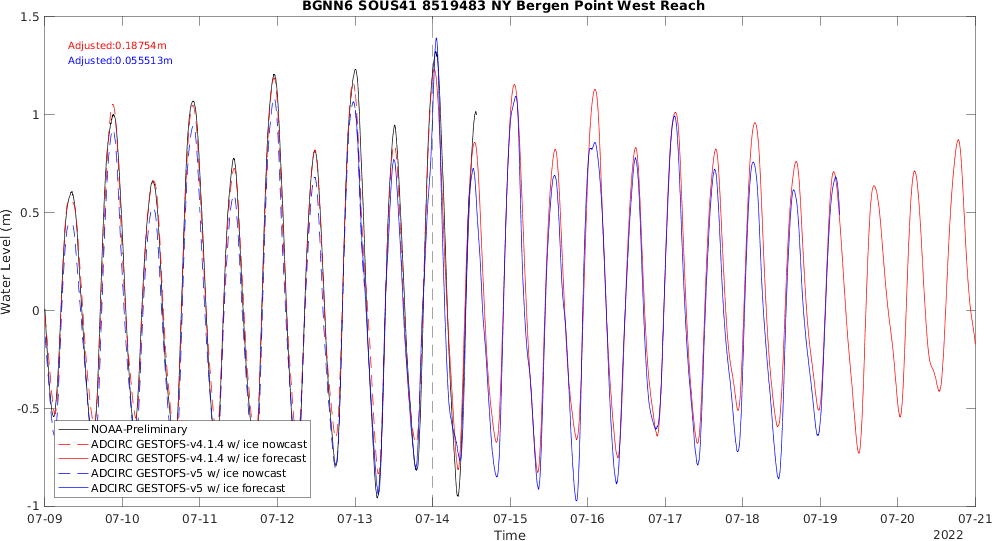 BGNN6 SOUS41 8519483 NY Bergen Point West Reach
1.5
Adjusted:0.18754m
Adjusted:0.055513m
1
0.5
0
-0.5
-1
Water Level (m)
NOAA-Preliminary
ADCIRC GESTOFS-v4.1.4 w/ ice nowcast
ADCIRC GESTOFS-v4.1.4 w/ ice forecast
ADCIRC GESTOFS-v5 w/ ice nowcast
ADCIRC GESTOFS-v5 w/ ice forecast
07-09 07-10 07-11 07-12 07-13 07-14 07-15 07-16 07-17 07-18 07-19 07-20 07-21
Time
2022